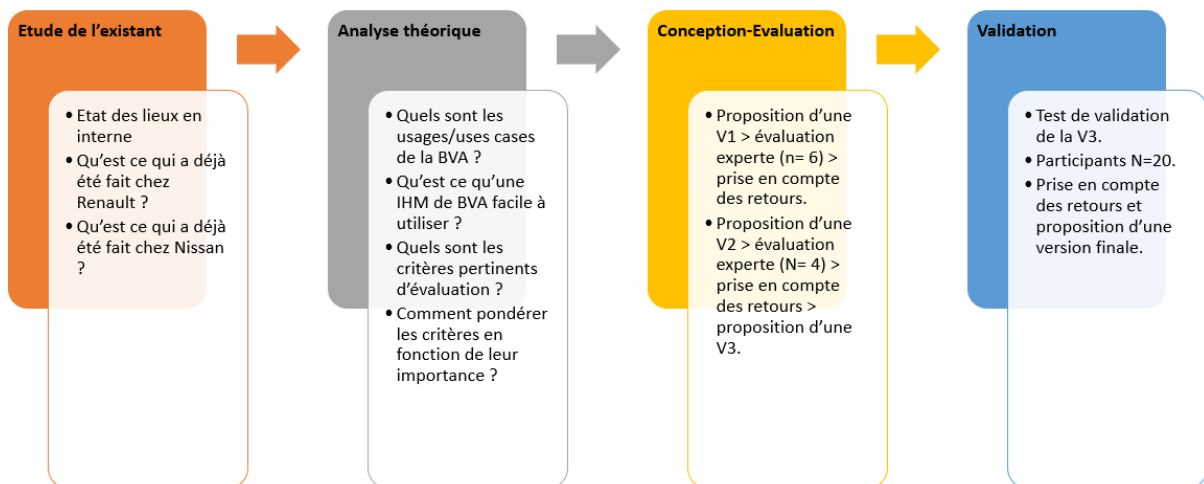 Etude de l'existant
• Etat des lieux en
interne
• Qu'est ce qui a déjà
été fait chez
Renault ?
• Qu'est ce qui a déjà
été fait chez Nissan
?
Analyse théorique
• Quels sont les
usages/uses cases
de la BVA ?
• Qu'est ce qu'une
IHM de BVA facile à
utiliser ?
• Quels sont les
critères pertinents
d'évaluation ?
• Comment pondérer
les critères en
fonction de leur
importance ?
Conception-Evaluation
• Proposition d'une
V1 > évaluation
experte (n= 6) >
prise en compte
des retours.
• Proposition d'une
V2 > évaluation
experte (N= 4) >
prise en compte
des retours >
proposition d'une
V3.
Validation
• Test de validation
de la V3.
• Participants N=20.
• Prise en compte
des retours et
proposition d'une
version finale.